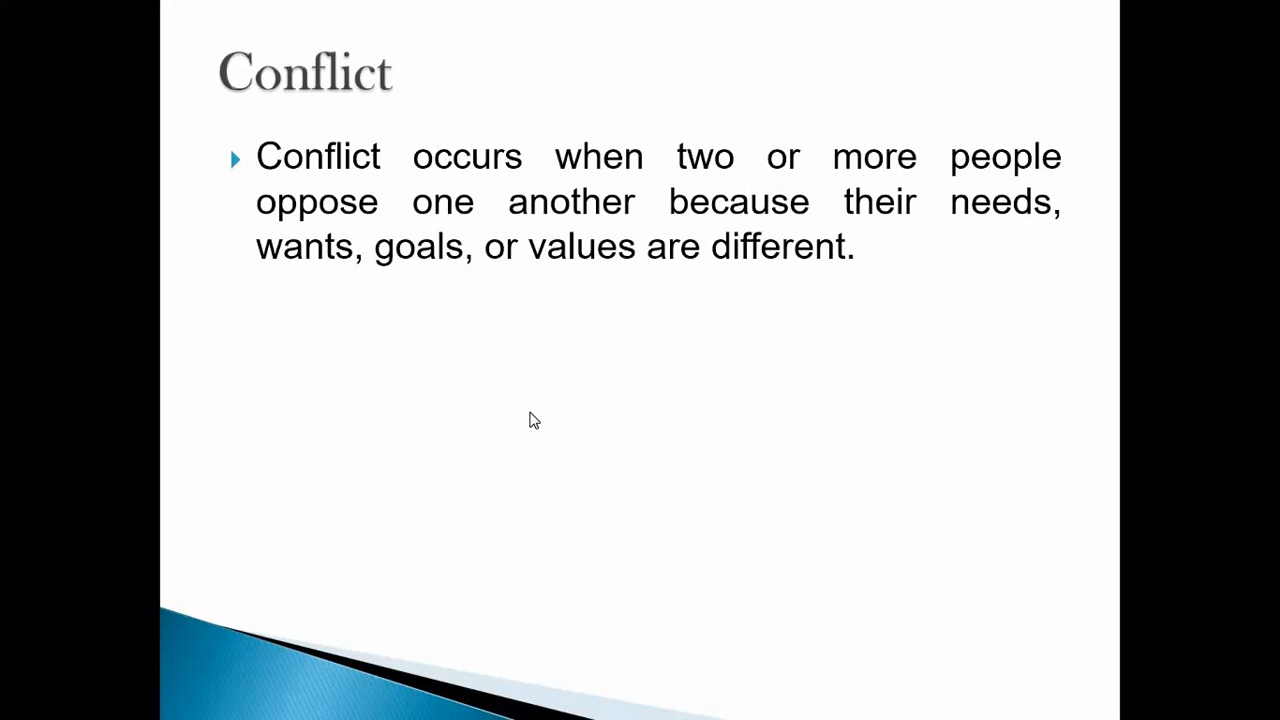 Conflict
Conflict occurs when two or more people
oppose one another because their needs,
wants, goals, or values are different.